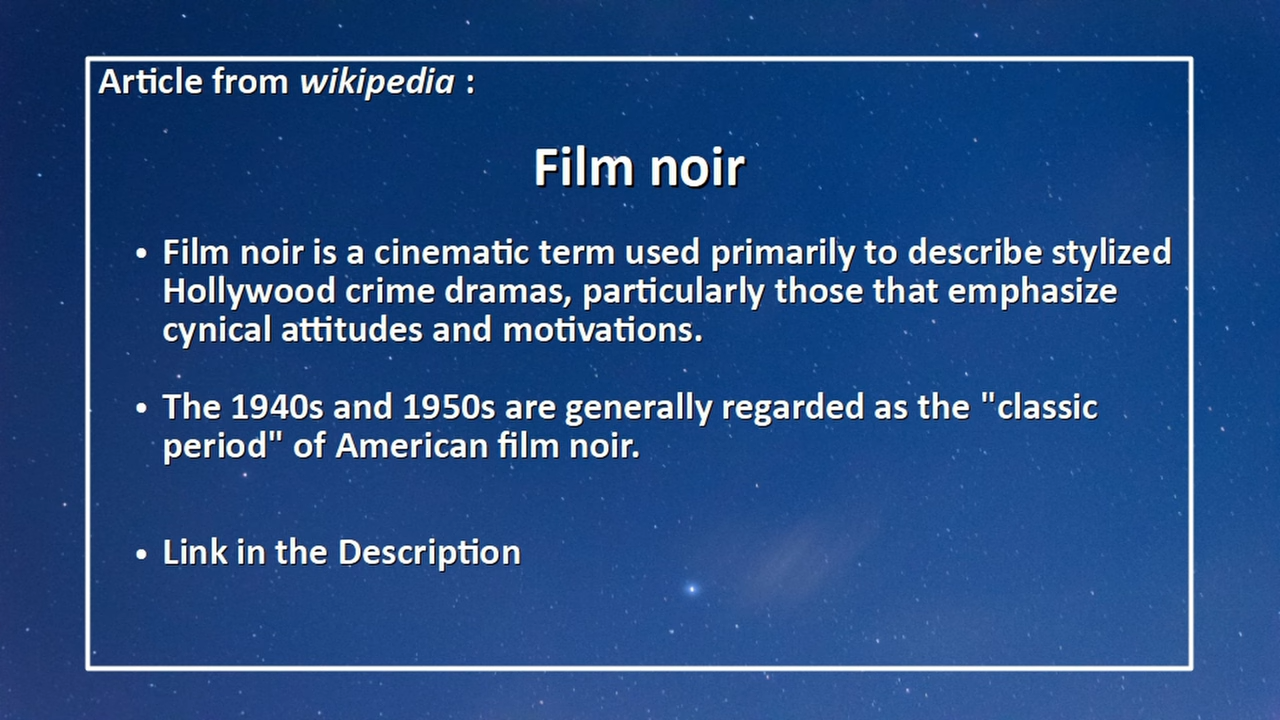 Article from wikipedia :
Film noir
• Film noir is a cinematic term used primarily to describe stylized
Hollywood crime dramas, particularly those that emphasize
cynical attitudes and motivations.
• The 1940s and 1950s are generally regarded as the "classic
period" of American film noir.
• Link in the Description